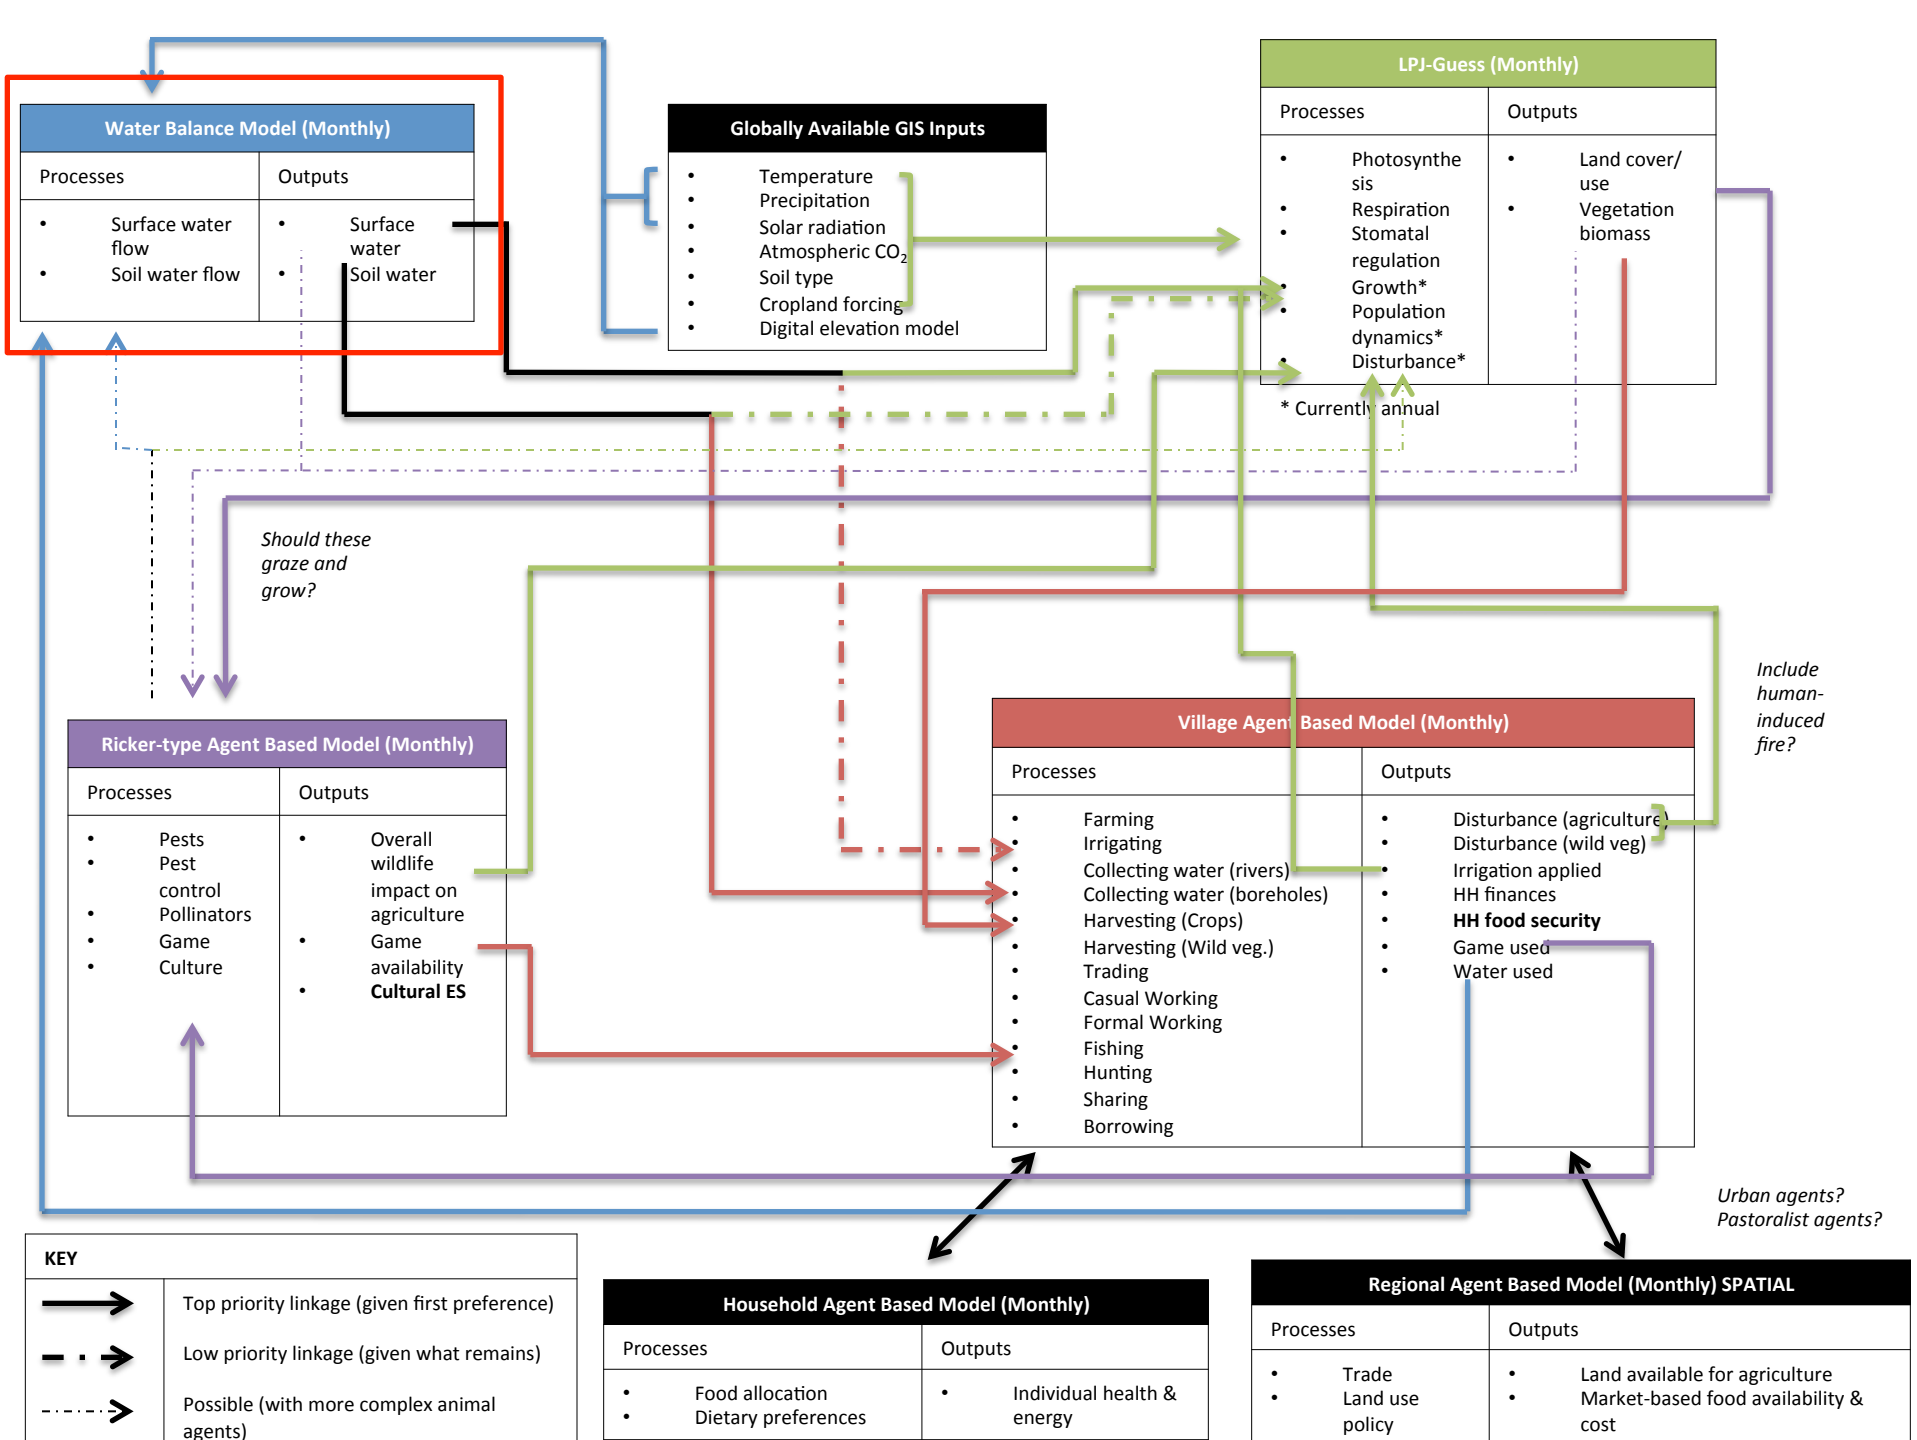 Water Balance Model (Monthly)
Processes
Outputs
• Surface water
flow
• Soil water flow
• Surface
water
• Soil water
Globally Available GIS Inputs
• Temperature
• Precipitation
• Solar radiation
• Atmospheric CO₂
• Soil type
• Cropland forcing
• Digital elevation model
LPJ-Guess (Monthly)
Processes
Outputs
• Photosynthe
sis
• Respiration
• Stomatal
regulation
• Growth*
• Population
dynamics*
• Disturbance*
• Land cover/
use
• Vegetation
biomass
* Currently annual
Should these
graze and
grow?
Include
human-
induced
fire?
Ricker-type Agent Based Model (Monthly)
Processes
Outputs
• Pests
• Pest
control
• Pollinators
• Game
• Culture
• Overall
wildlife
impact on
agriculture
• Game
availability
• Cultural ES
Village Agent Based Model (Monthly)
Processes
Outputs
• Farming
• Irrigating
• Collecting water (rivers)
• Collecting water (boreholes)
• Harvesting (Crops)
• Harvesting (Wild veg.)
• Trading
• Casual Working
• Formal Working
• Fishing
• Hunting
• Sharing
• Borrowing
• Disturbance (agriculture)
• Disturbance (wild veg)
• Irrigation applied
• HH finances
• HH food security
• Game used
• Water used
Urban agents?
Pastoralist agents?
KEY
Top priority linkage (given first preference)
Low priority linkage (given what remains)
Possible (with more complex animal
agents)
Household Agent Based Model (Monthly)
Processes
Outputs
• Food allocation
• Dietary preferences
• Individual health &
energy
Regional Agent Based Model (Monthly) SPATIAL
Processes
Outputs
• Trade
• Land use
policy
• Land available for agriculture
• Market-based food availability &
cost